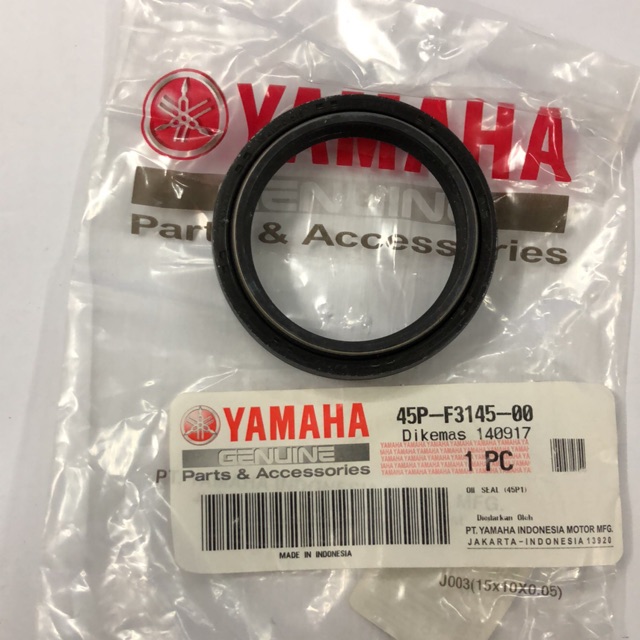 YAMAHA
GENUINE
Parts & Accessories
YAMAHA
GENUINE
Parts & Accessories
MADE IN INDONESIA
45P-F3145-00
Dikemas 140917
1 PC
OIL SEAL (45P1)
Diedarkan Oleh
PT. YAMAHA INDONESIA MOTOR MFG.
JAKARTA-INDONESIA 13920
J003(15x10X0.05)